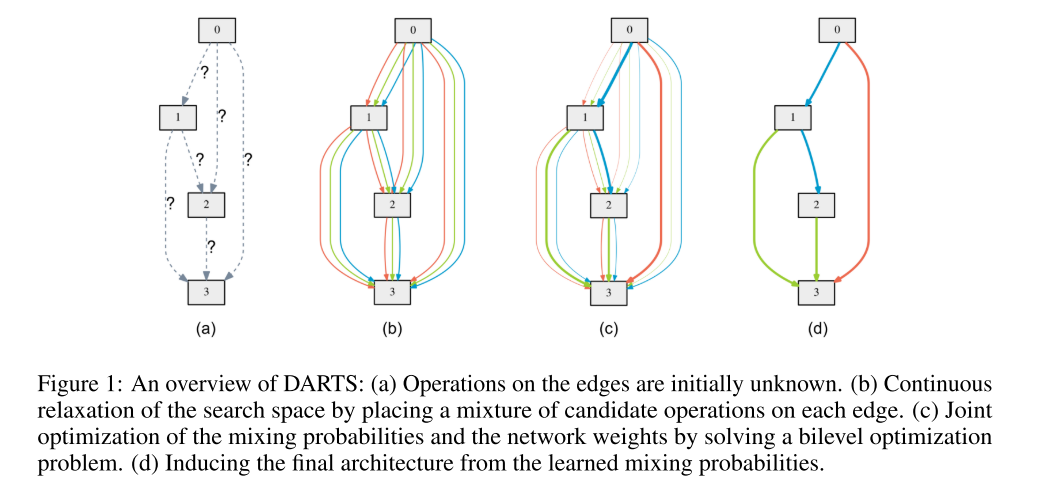 0
?
1
?
?
?
?
2
?
3
(a)
0
1
2
3
(b)
0
1
2
3
(c)
0
1
2
3
(d)
Figure 1: An overview of DARTS: (a) Operations on the edges are initially unknown. (b) Continuous
relaxation of the search space by placing a mixture of candidate operations on each edge. (c) Joint
optimization of the mixing probabilities and the network weights by solving a bilevel optimization
problem. (d) Inducing the final architecture from the learned mixing probabilities.